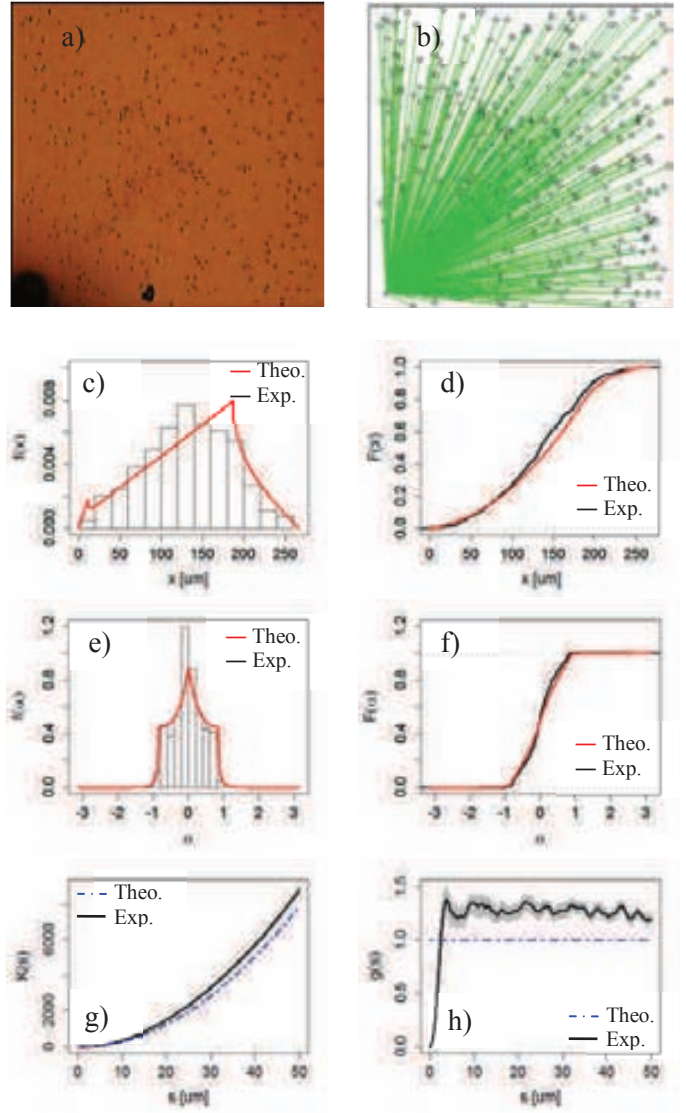 a)
b)
c)
Theo.
Exp.
f(x)
0.000
0.004
0.008
0
50
100
150
200
250
x [um]
d)
Theo.
Exp.
F(x)
0.0
0.2
0.4
0.6
0.8
1.0
0
50
100
150
200
250
x [um]
e)
Theo.
Exp.
f(α)
0.0
0.4
0.8
1.2
-3
-2
-1
0
1
2
3
α
f)
Theo.
Exp.
F(α)
0.0
0.4
0.8
1.2
-3
-2
-1
0
1
2
3
α
g)
Theo.
Exp.
K(s)
0
2000
6000
0
10
20
30
40
50
s [um]
h)
Theo.
Exp.
g(s)
0.0
0.5
1.0
1.5
0
10
20
30
40
50
s [um]